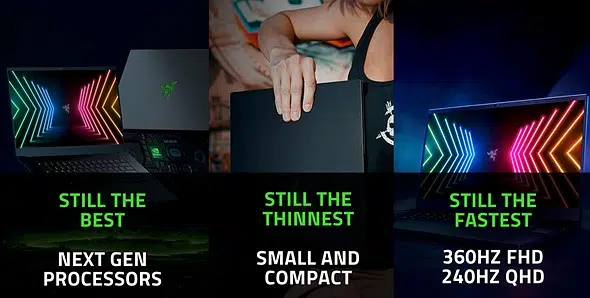 STILL THE
BEST
NEXT GEN
PROCESSORS
STILL THE
THINNEST
SMALL AND
COMPACT
STILL THE
FASTEST
360HZ FHD
240HZ QHD